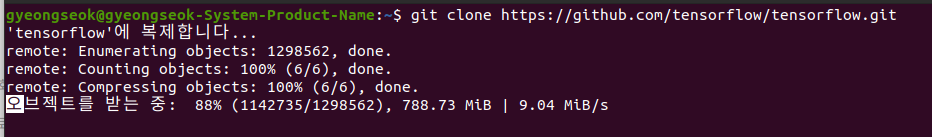 gyeongseok@gyeongseok-System-Product-Name:~$ git clone https://github.com/tensorflow/tensorflow.git
'tensorflow'에 복제합니다...
remote: Enumerating objects: 1298562, done.
remote: Counting objects: 100% (6/6), done.
remote: Compressing objects: 100% (6/6), done.
오브젝트를 받는 중:  88% (1142735/1298562), 788.73 MiB | 9.04 MiB/s